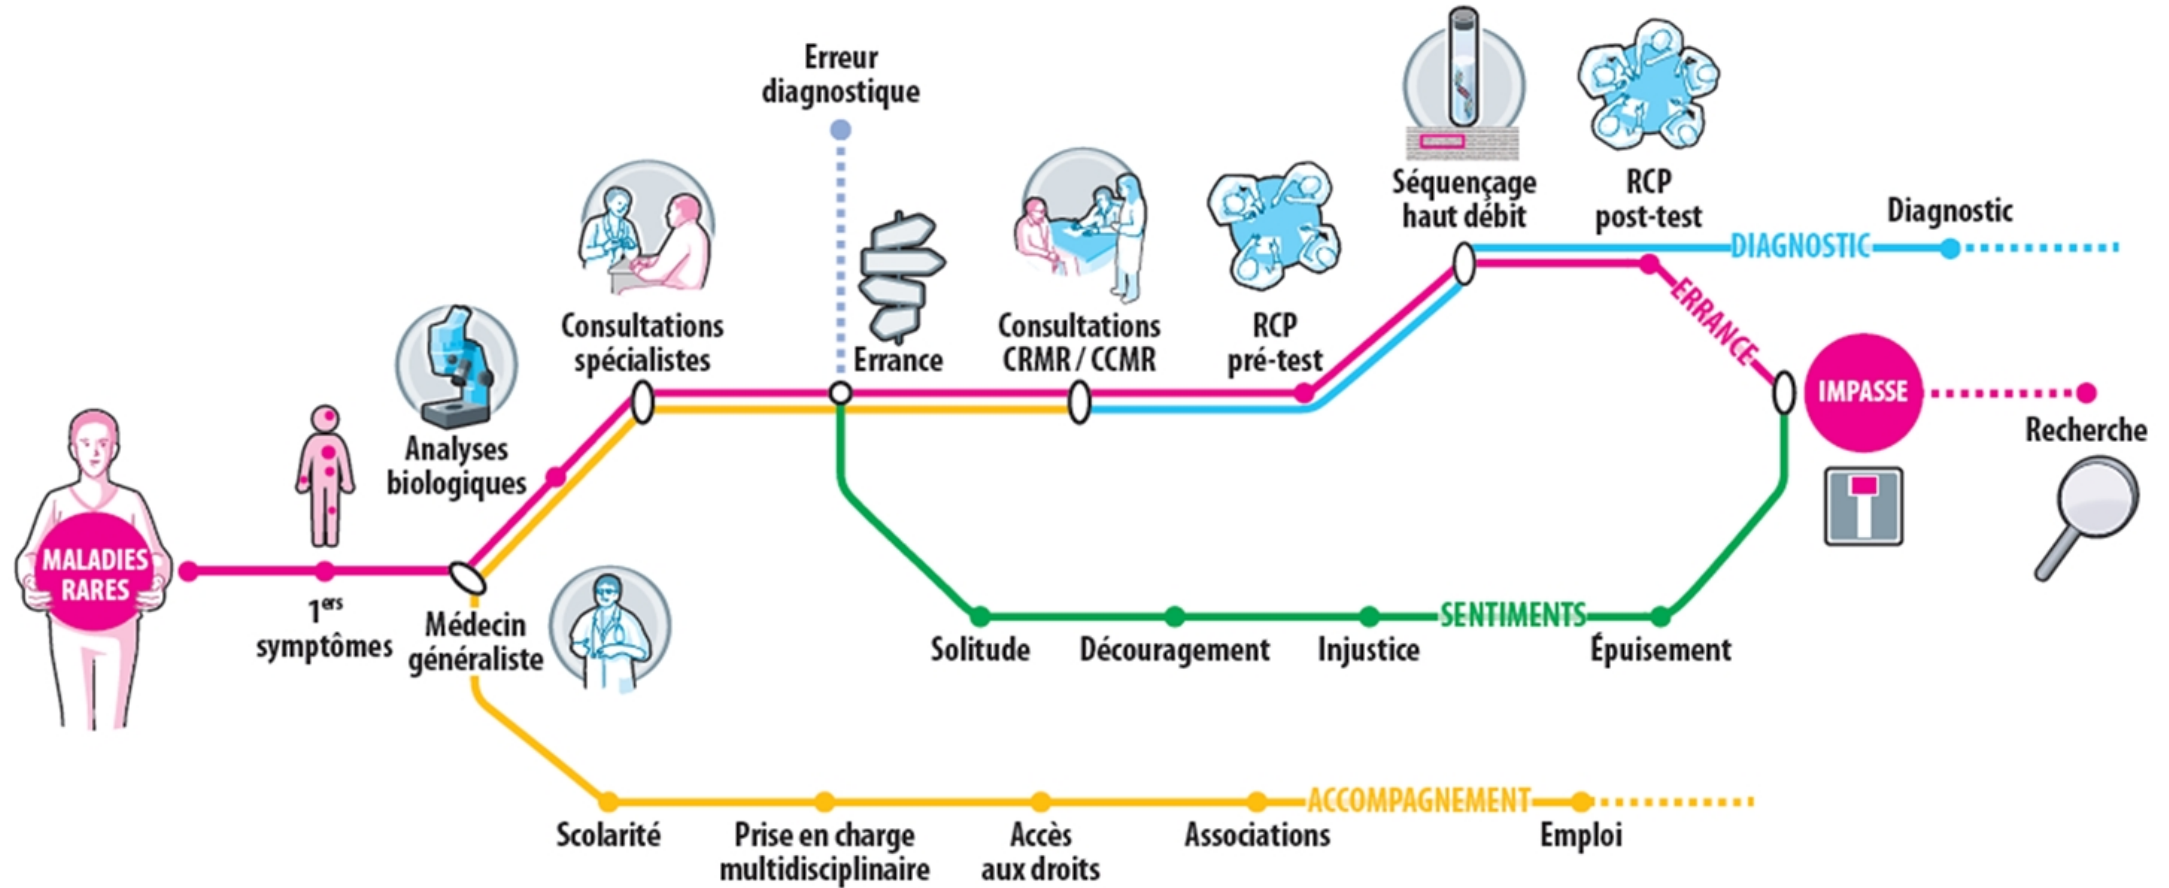 Erreur
diagnostique
Séquençage
haut débit
RCP
post-test
Diagnostic
DIAGNOSTIC
ERRANCE
Consultations
spécialistes
Errance
Consultations
CRMR / CCMR
RCP
pré-test
IMPASSE
Recherche
Analyses
biologiques
MALADIES
RARES
1ers
symptômes
Médecin
généraliste
SENTIMENTS
Solitude
Découragement
Injustice
Épuisement
ACCOMPAGNEMENT
Scolarité
Prise en charge
multidisciplinaire
Accès
aux droits
Associations
Emploi